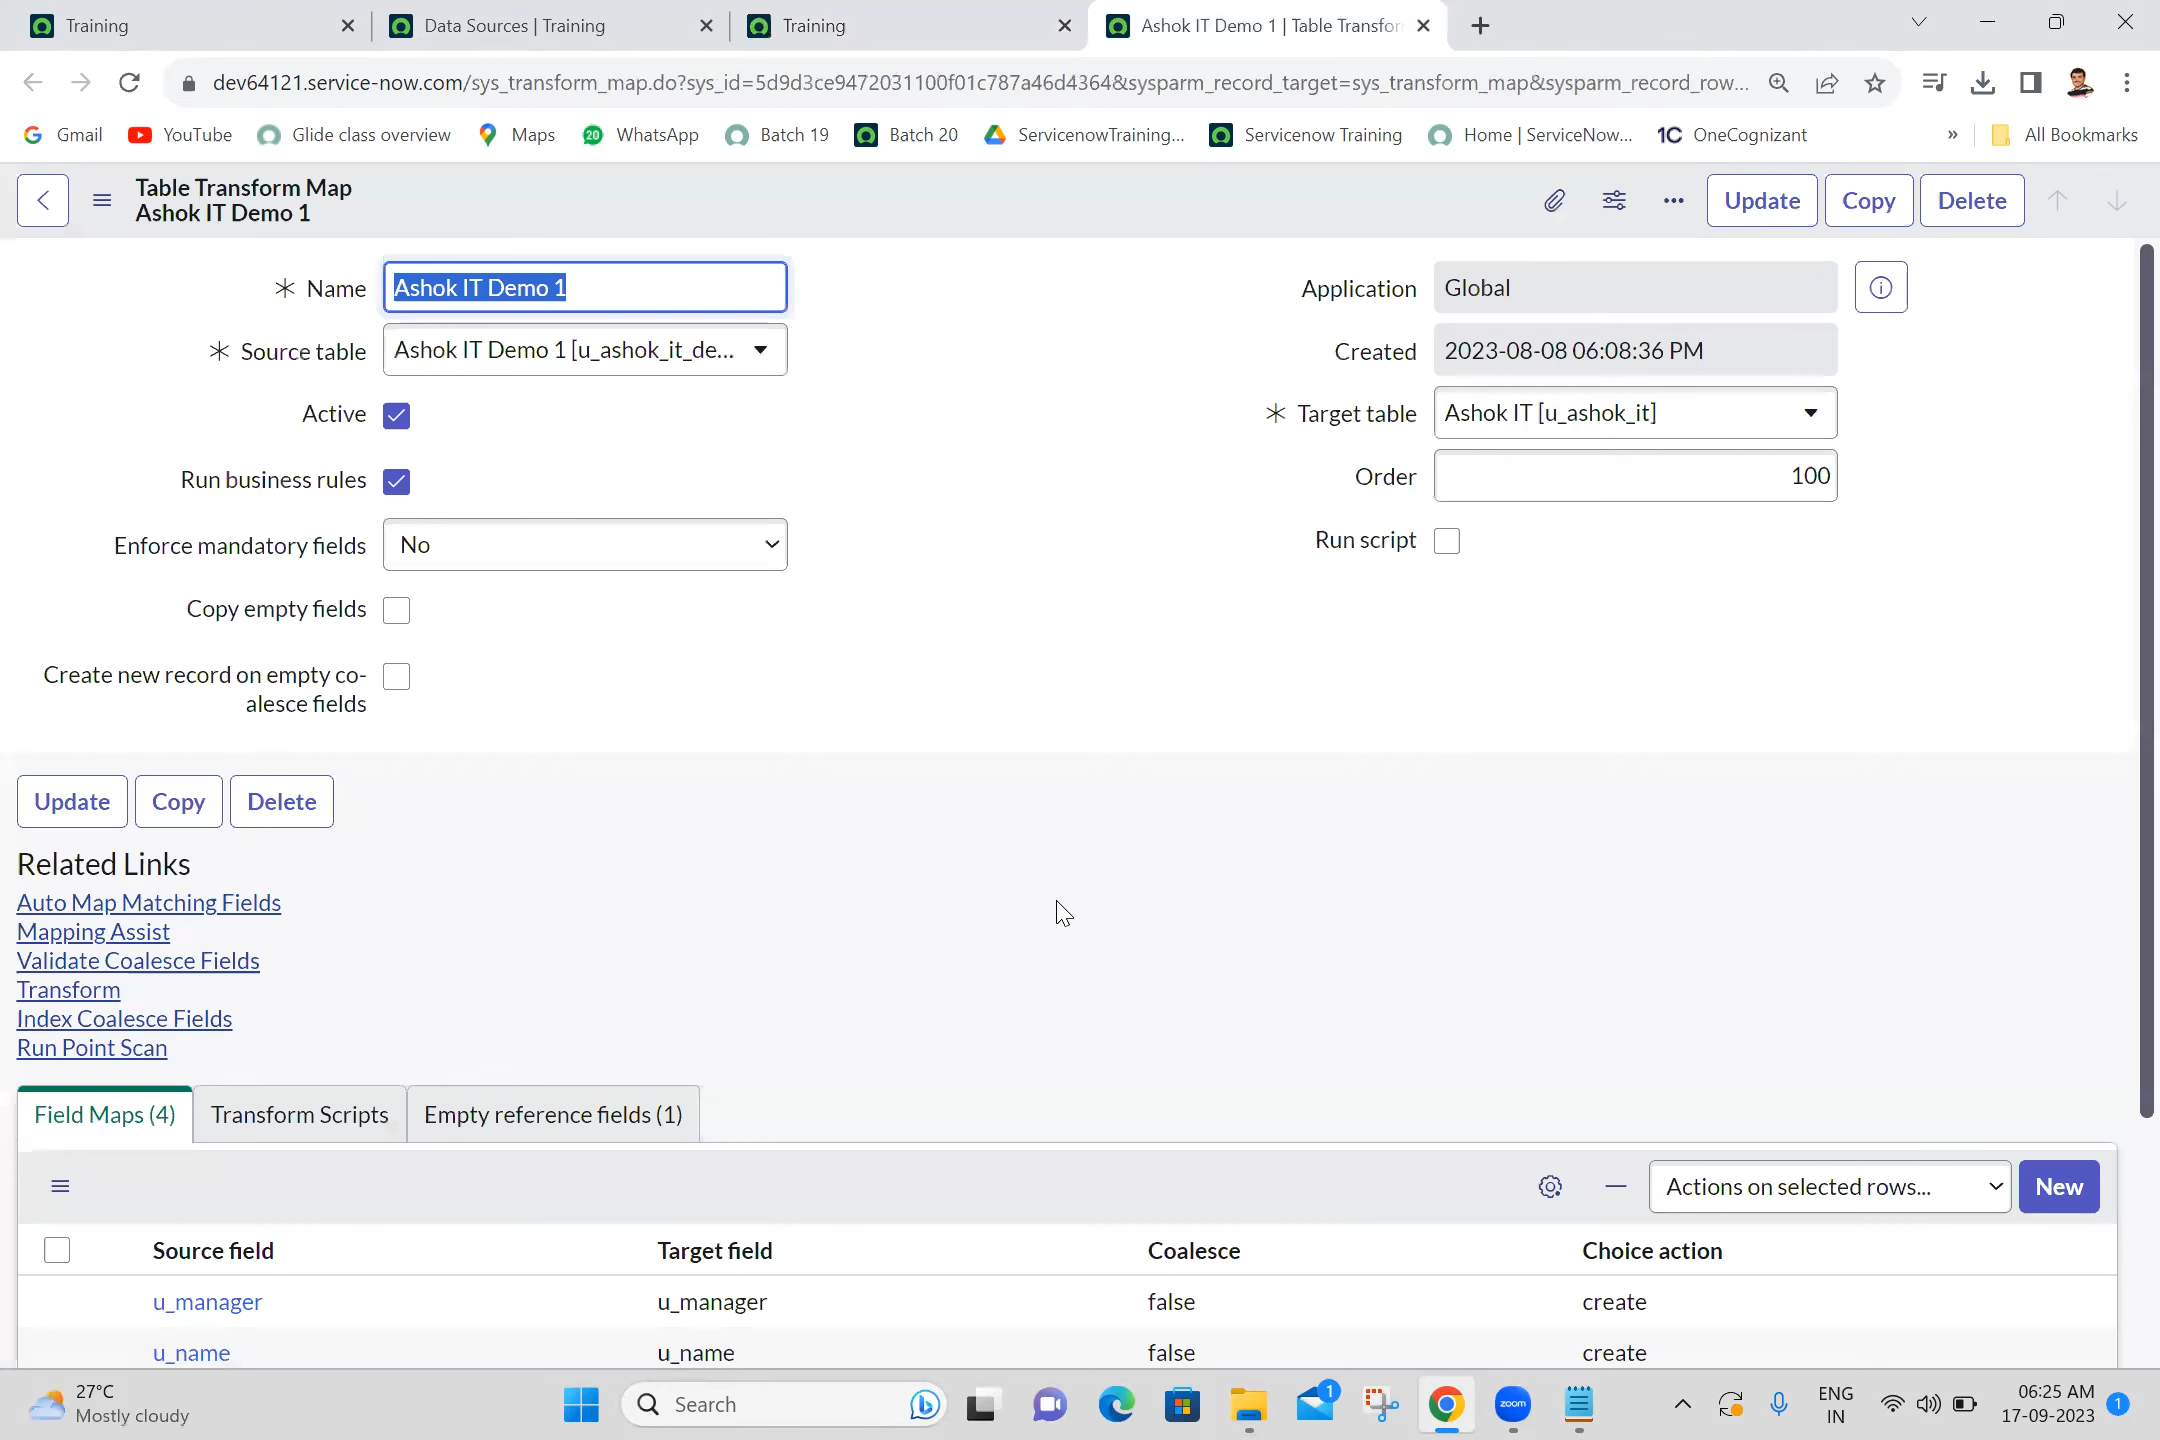 Training
Data Sources | Training
Training
Ashok IT Demo 1 | Table Transfor
dev64121.service-now.com/sys_transform_map.do?sys_id=5d9d3ce9472031100f01c787a46d4364&sysparm_record_target=sys_transform_map&sysparm_record_row...
Gmail
YouTube
Glide class overview
Maps
20
WhatsApp
Batch 19
Batch 20
ServicenowTraining...
Servicenow Training
Home | ServiceNow...
1C OneCognizant
»
All Bookmarks
Table Transform Map
Ashok IT Demo 1
Update
Copy
Delete
* Name
Ashok IT Demo 1
Application
Global
* Source table
Ashok IT Demo 1 [u_ashok_it_de...
Created
2023-08-08 06:08:36 PM
Active
* Target table
Ashok IT [u_ashok_it]
Run business rules
Order
100
Enforce mandatory fields
No
Run script
Copy empty fields
Create new record on empty co-
alesce fields
Update
Copy
Delete
Related Links
Auto Map Matching Fields
Mapping Assist
Validate Coalesce Fields
Transform
Index Coalesce Fields
Run Point Scan
Field Maps (4)
Transform Scripts
Empty reference fields (1)
Actions on selected rows...
New
Source field
Target field
Coalesce
Choice action
u_manager
u_manager
false
create
u_name
u_name
false
create
27°C
Mostly cloudy
Search
1
zoom
ENG
IN
06:25 AM
17-09-2023
1